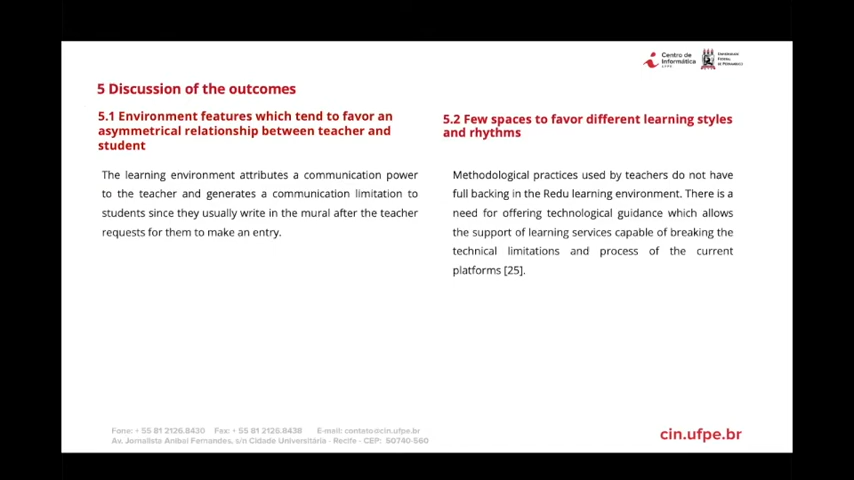 Centro de
Informática
UFPE
UNIVERSIDADE
FEDERAL
DE PERNAMBUCO
5 Discussion of the outcomes
5.1 Environment features which tend to favor an
asymmetrical relationship between teacher and
student
The learning environment attributes a communication power
to the teacher and generates a communication limitation to
students since they usually write in the mural after the teacher
requests for them to make an entry.
5.2 Few spaces to favor different learning styles
and rhythms
Methodological practices used by teachers do not have
full backing in the Redu learning environment. There is a
need for offering technological guidance which allows
the support of learning services capable of breaking the
technical limitations and process of the current
platforms [25].
Fone: + 55 81 2126.8430 Fax: + 55 81 2126.8438 E-mail: contato@cin.ufpe.br
Av. Jornalista Anibal Fernandes, s/n Cidade Universitária - Recife - CEP: 50740-560
cin.ufpe.br